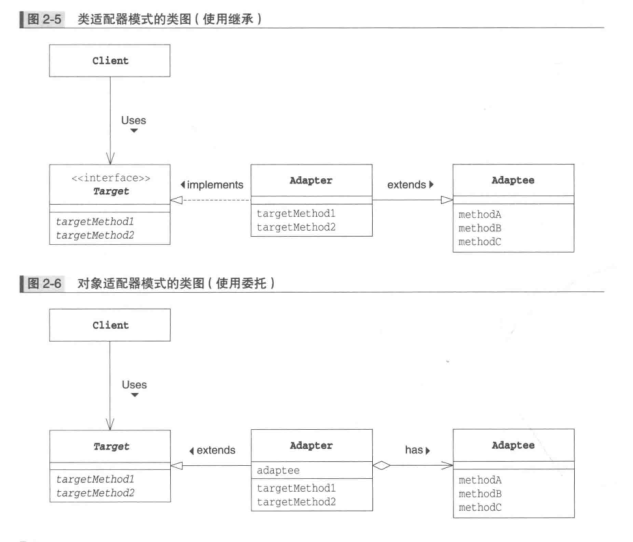 图 2-5 类适配器模式的类图（使用继承）
Client
Uses
<<interface>>
Target
targetMethod1
targetMethod2
implements
Adapter
targetMethod1
targetMethod2
extends
Adaptee
methodA
methodB
methodC
图 2-6 对象适配器模式的类图（使用委托）
Client
Uses
Target
targetMethod1
targetMethod2
extends
Adapter
adaptee
targetMethod1
targetMethod2
has
Adaptee
methodA
methodB
methodC